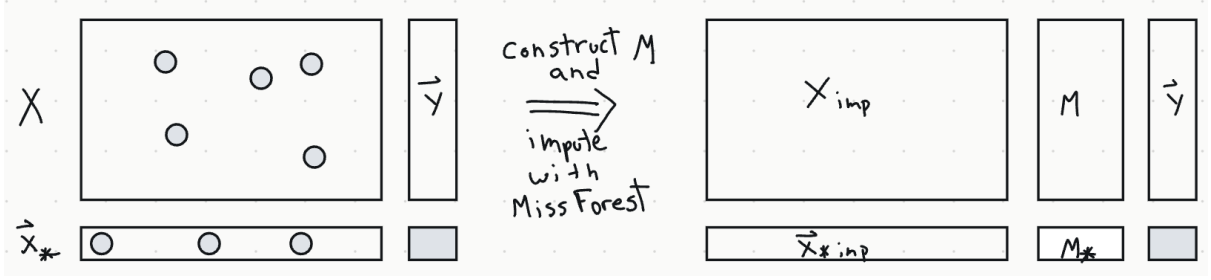 X
y⃗
Construct M
and
⇒
impute
with
MissForest
X imp
M
y⃗
x⃗*
x⃗* imp
M*